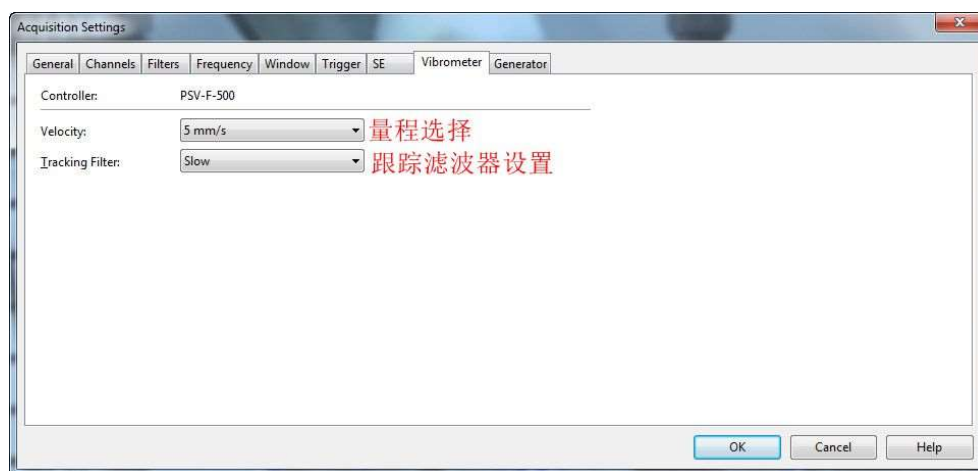 Acquisition Settings
X
General Channels Filters Frequency Window Trigger SE Vibrometer Generator
Controller: PSV-F-500
Velocity: 5 mm/s 量程选择
Tracking Filter: Slow 跟踪滤波器设置
OK Cancel Help